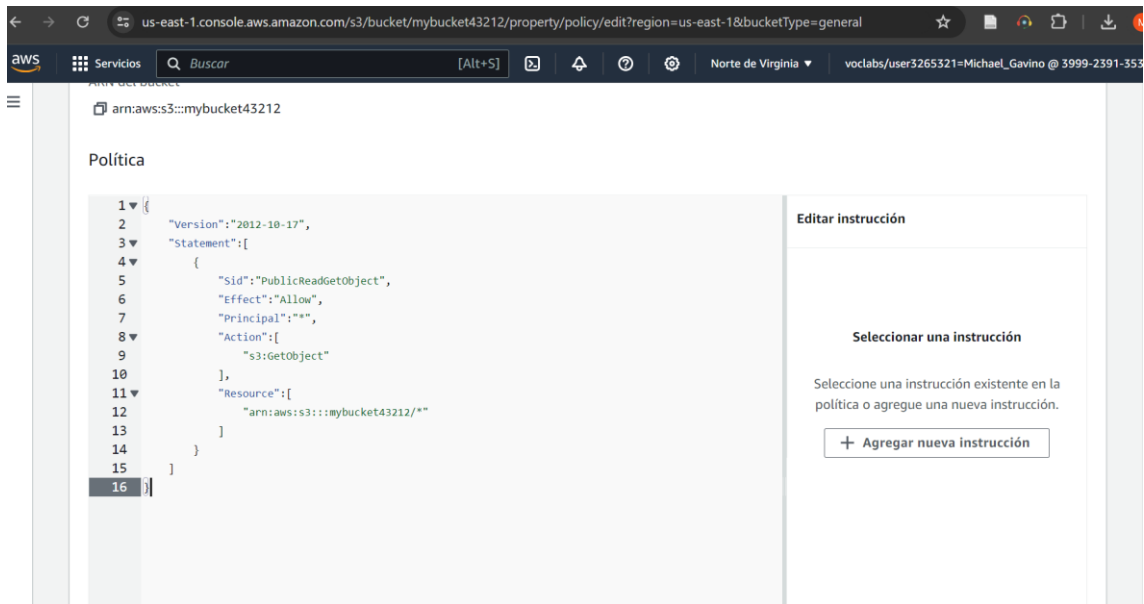 us-east-1.console.aws.amazon.com/s3/bucket/mybucket43212/property/policy/edit?region=us-east-1&bucketType=general
aws Servicios Buscar [Alt+S] Norte de Virginia ▼ voclabs/user3265321=Michael_Gavino @ 3999-2391-353
ARN del bucket
arn:aws:s3:::mybucket43212
Política
1 {
2 "Version":"2012-10-17",
3 "Statement":[
4 {
5 "Sid":"PublicReadGetObject",
6 "Effect":"Allow",
7 "Principal":"*",
8 "Action":[
9 "s3:GetObject"
10 ],
11 "Resource":[
12 "arn:aws:s3:::mybucket43212/*"
13 ]
14 }
15 ]
16 }
Editar instrucción
Seleccionar una instrucción
Seleccione una instrucción existente en la
política o agregue una nueva instrucción.
+ Agregar nueva instrucción